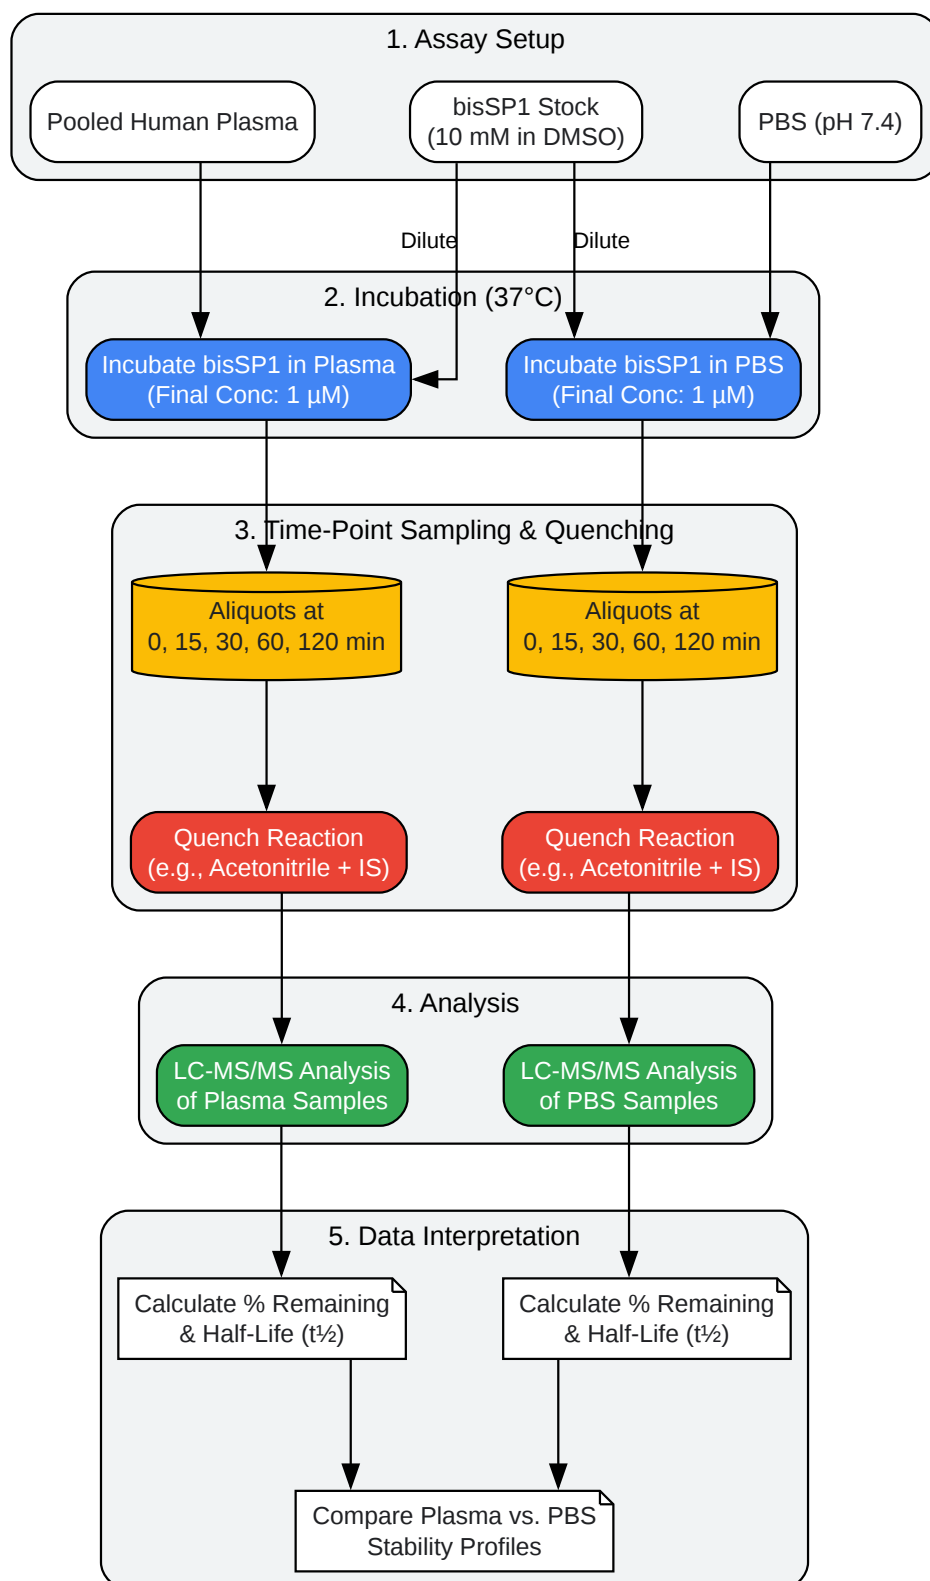 1. Assay Setup
Pooled Human Plasma
bisSP1 Stock
(10 mM in DMSO)
PBS (pH 7.4)
Dilute
Dilute
2. Incubation (37°C)
Incubate bisSP1 in Plasma
(Final Conc: 1 µM)
Incubate bisSP1 in PBS
(Final Conc: 1 µM)
3. Time-Point Sampling & Quenching
Aliquots at
0, 15, 30, 60, 120 min
Aliquots at
0, 15, 30, 60, 120 min
Quench Reaction
(e.g., Acetonitrile + IS)
Quench Reaction
(e.g., Acetonitrile + IS)
4. Analysis
LC-MS/MS Analysis
of Plasma Samples
LC-MS/MS Analysis
of PBS Samples
5. Data Interpretation
Calculate % Remaining
& Half-Life (t½)
Calculate % Remaining
& Half-Life (t½)
Compare Plasma vs. PBS
Stability Profiles